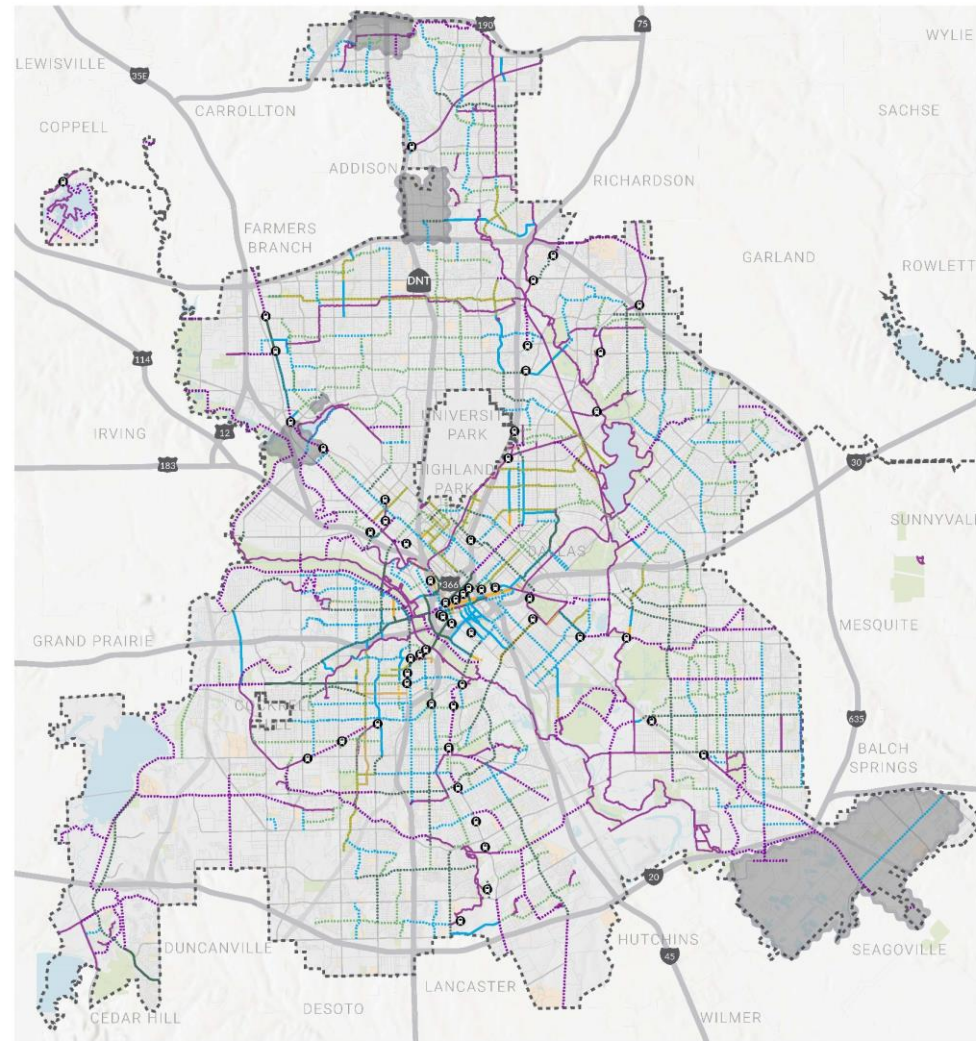 190
75
WYLIE
LEWISVILLE
35E
CARROLLTON
SACHSE
COPPELL
ADDISON
RICHARDSON
FARMERS
BRANCH
GARLAND
ROWLETT
DNT
114
UNIVERSITY
PARK
IRVING
12
183
HIGHLAND
PARK
30
SUNNYVALE
DALLAS
366
GRAND PRAIRIE
MESQUITE
635
BALCH
SPRINGS
20
DUNCANVILLE
HUTCHINS
SEAGOVILLE
45
LANCASTER
DESOTO
CEDAR HILL
WILMER